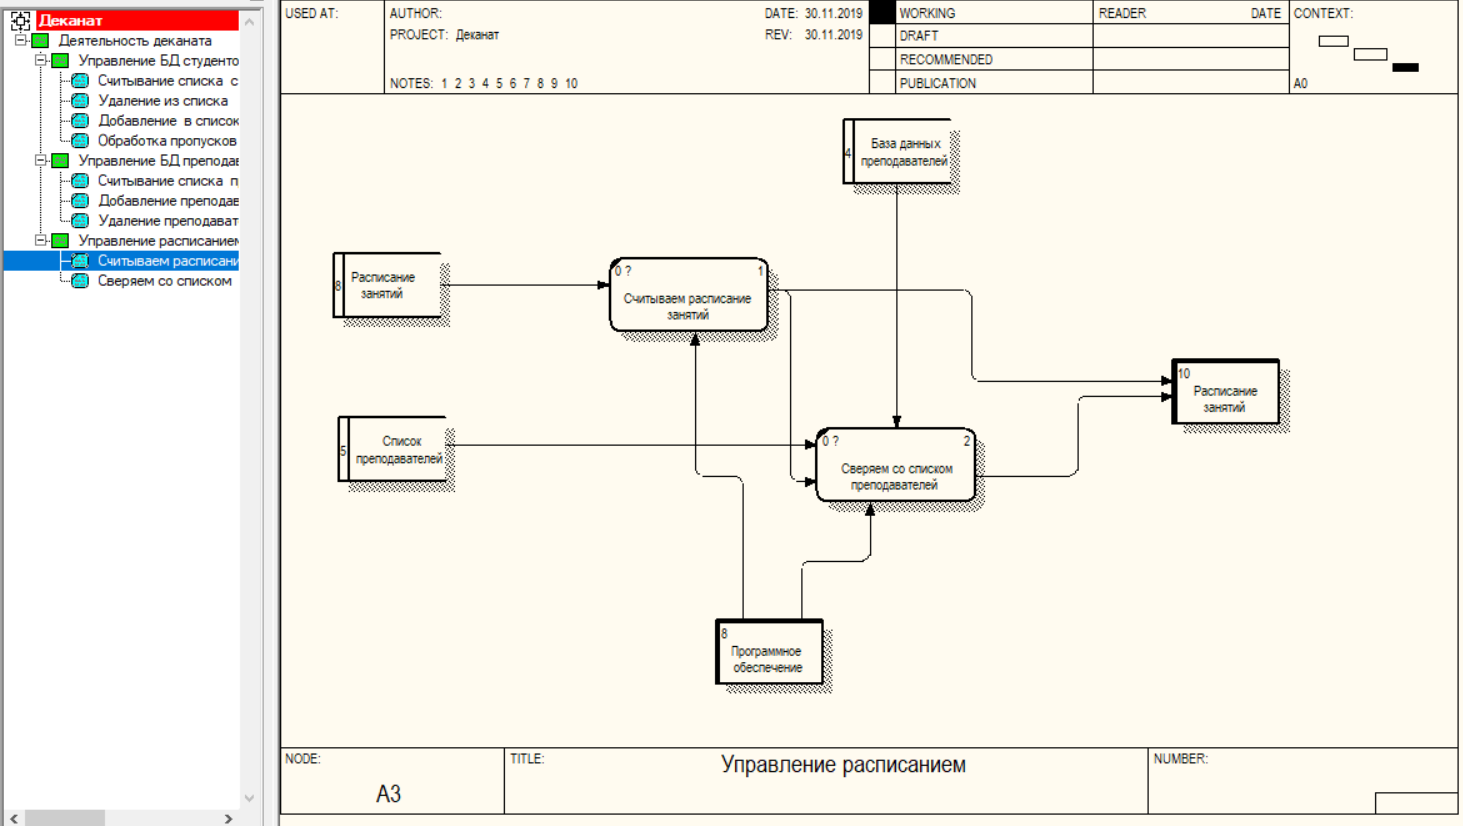 Деканат
Деятельность деканата
Управление БД студенто
Считывание списка с
Удаление из списка
Добавление в список
Обработка пропусков
Управление БД преподав
Считывание списка п
Добавление преподав
Удаление преподават
Управление расписанием
Считываем расписани
Сверяем со списком
USED AT:
AUTHOR:
DATE: 30.11.2019
PROJECT: Деканат
REV: 30.11.2019
NOTES: 1 2 3 4 5 6 7 8 9 10
WORKING
DRAFT
RECOMMENDED
PUBLICATION
READER
DATE
CONTEXT:
A0
4
База данных
преподавателей
8
Расписание
занятий
0 ?
1
Считываем расписание
занятий
10
Расписание
занятий
5
Список
преподавателей
0 ?
2
Сверяем со списком
преподавателей
8
Программное
обеспечение
NODE:
A3
TITLE:
Управление расписанием
NUMBER: